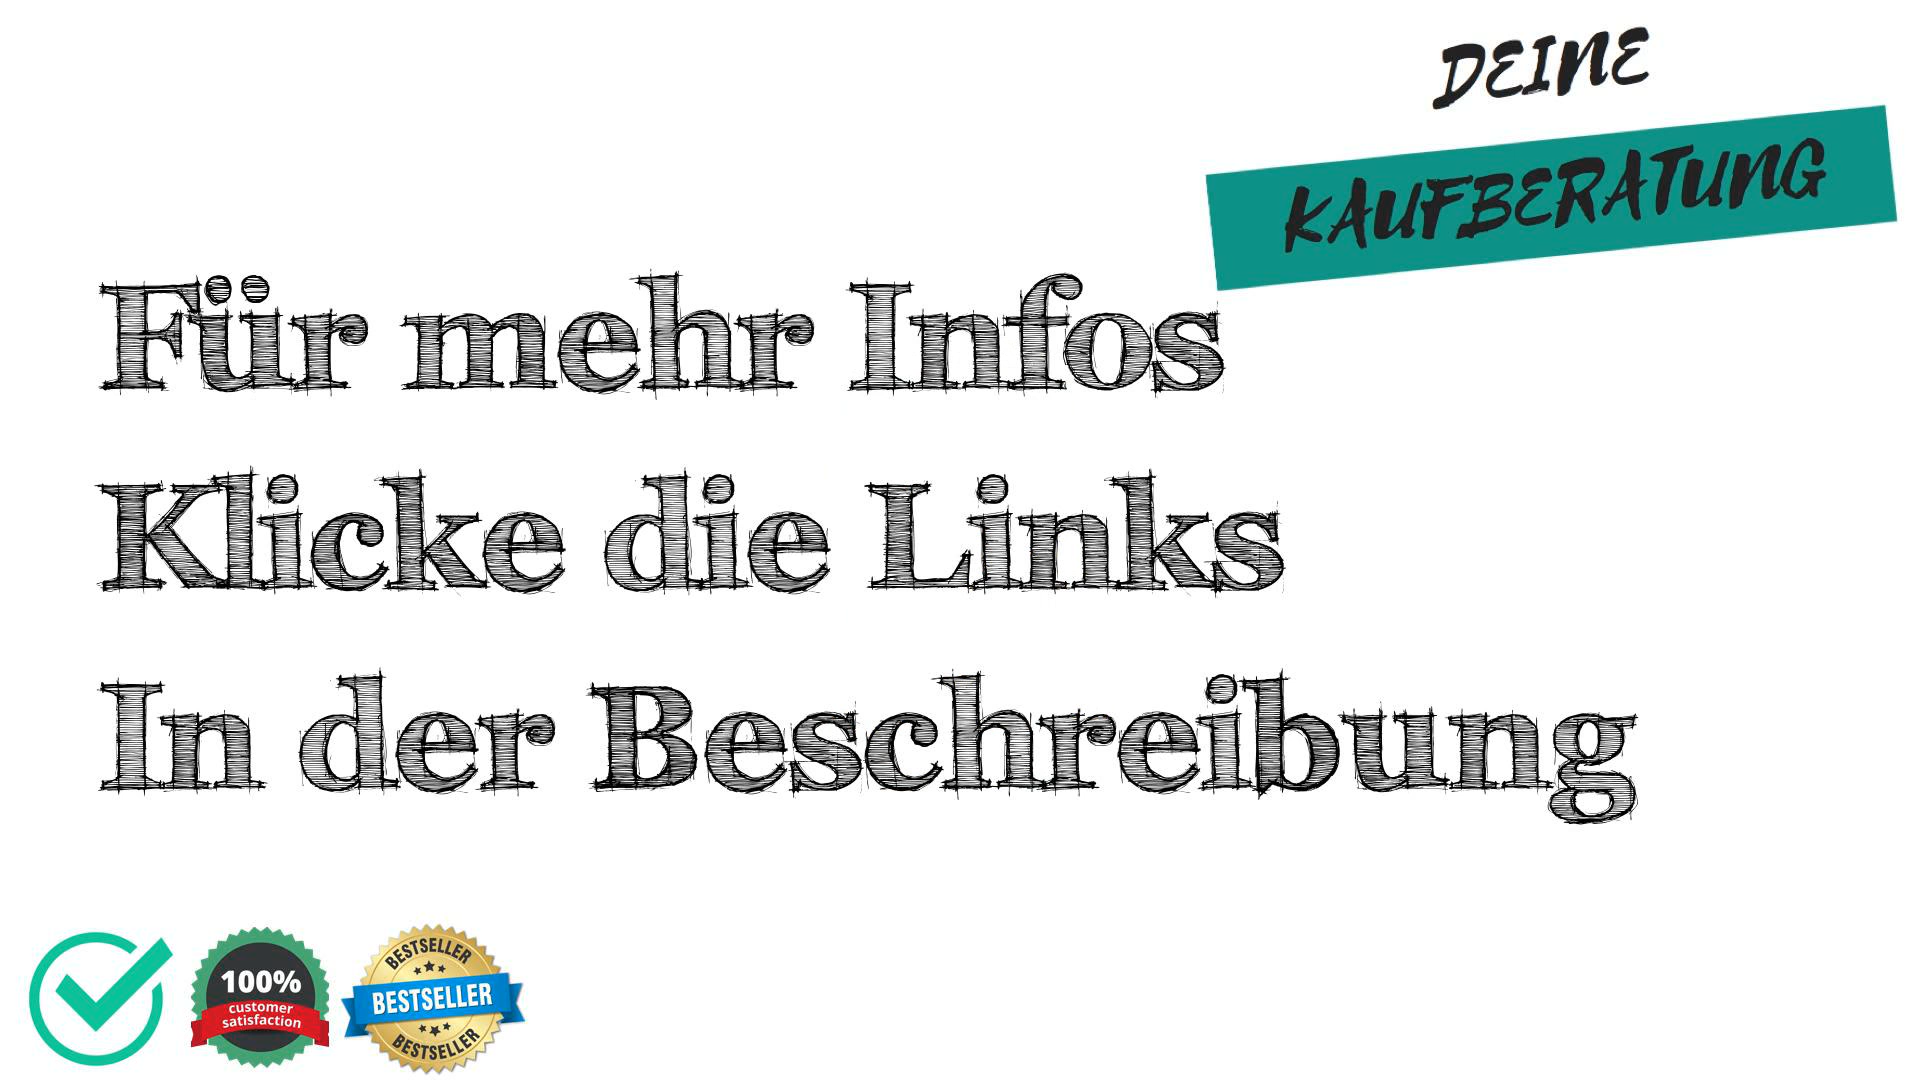 DEINE
KAUFBERATUNG
Für mehr Infos
Klicke die Links
In der Beschreibung
100%
customer
satisfaction
BESTSELLER
BESTSELLER
BESTSELLER